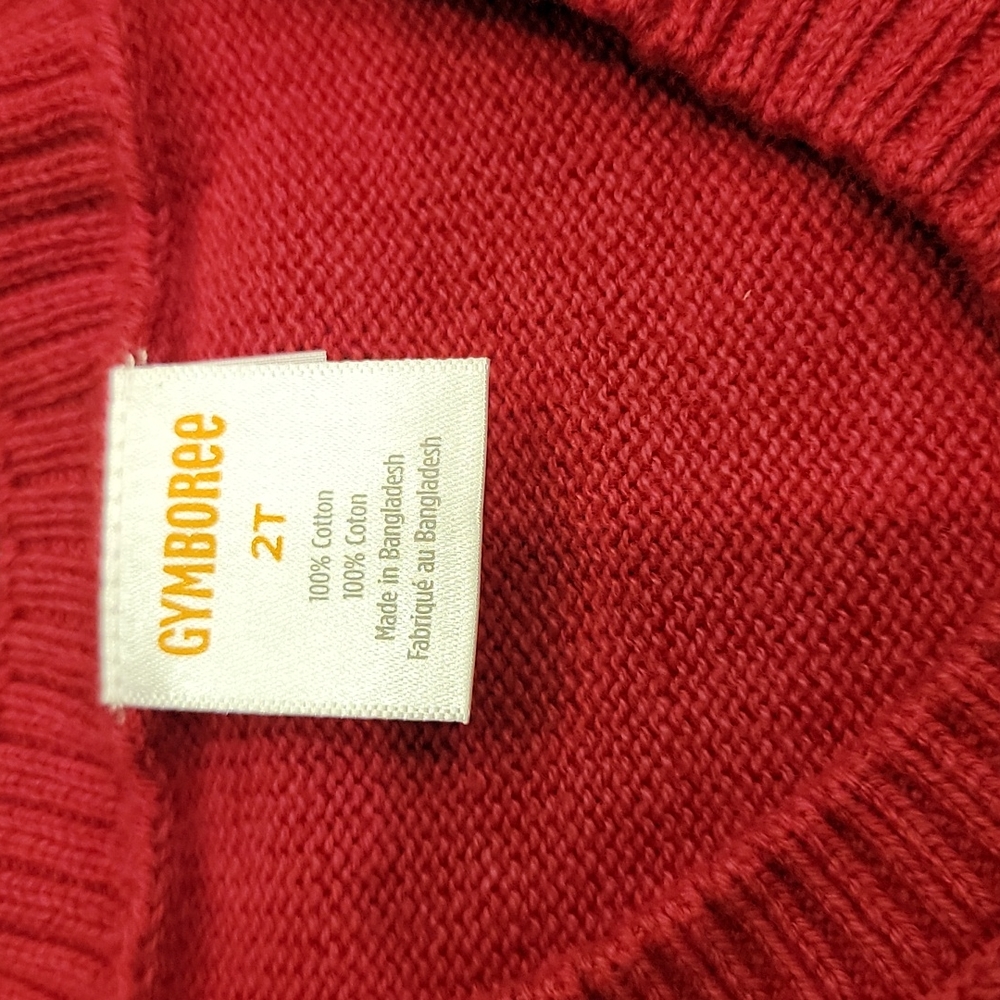 GYMBOREE
2T
100% Cotton
100% Coton
Made in Bangladesh
Fabriqué au Bangladesh